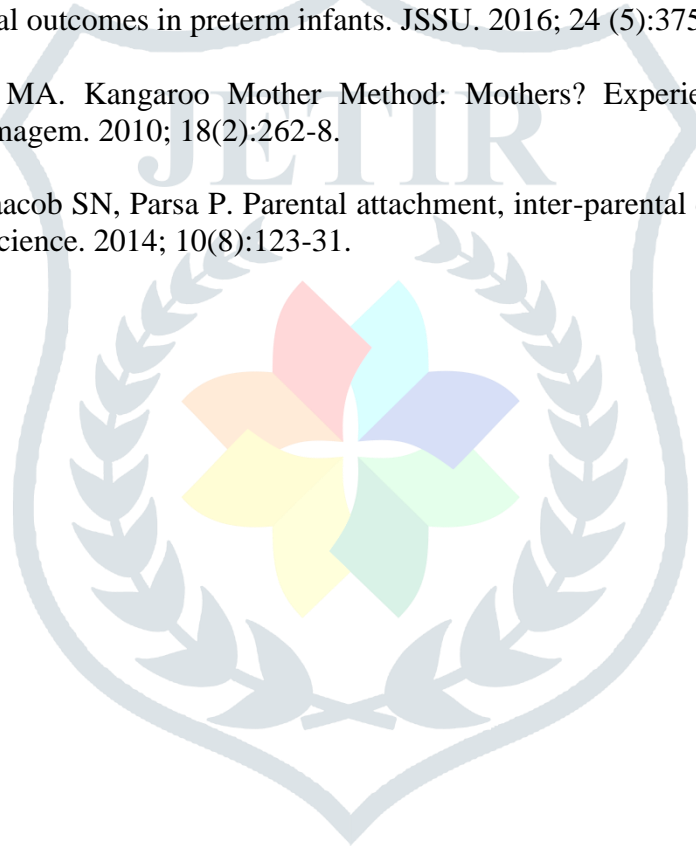 al outcomes in preterm infants. JSSU. 2016; 24 (5):375
MA. Kangaroo Mother Method: Mothers? Experie
nagem. 2010; 18(2):262-8.
JETIR
aacob SN, Parsa P. Parental attachment, inter-parental
cience. 2014; 10(8):123-31.